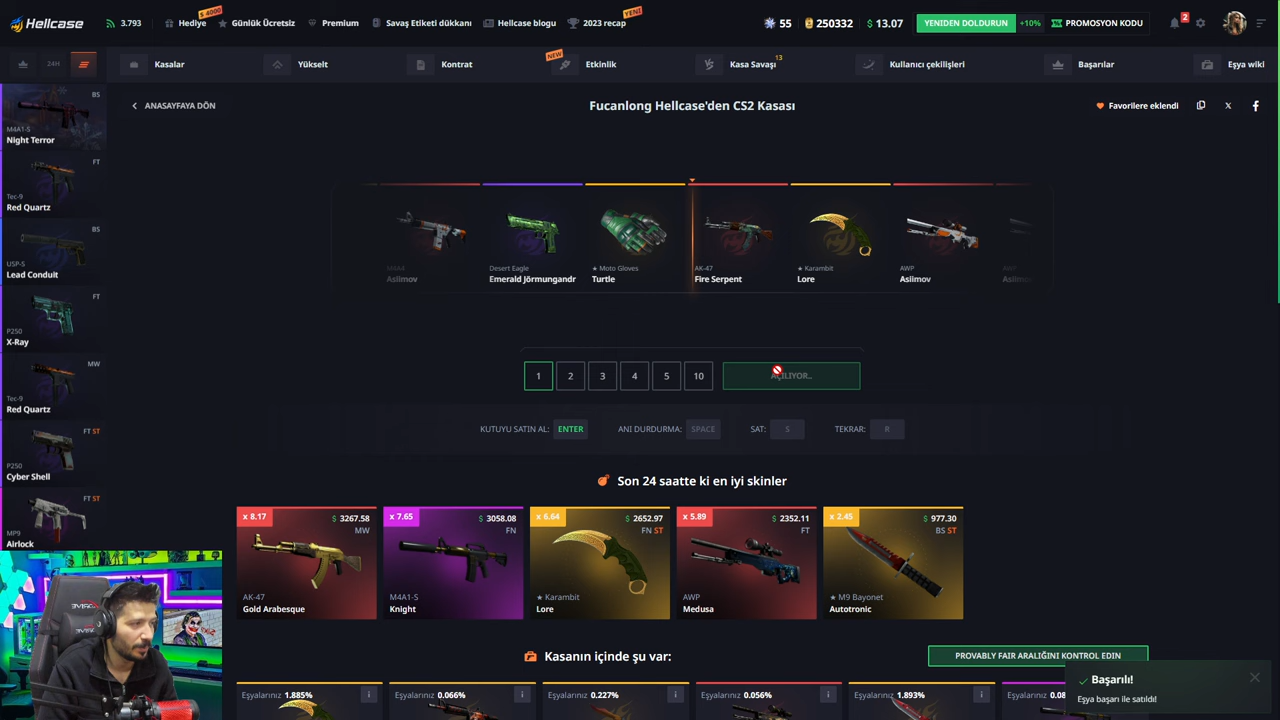 Hellcase
3.793
Hediye
$ 4000
Günlük Ücretsiz
Premium
Savaş Etiketi dükkanı
Hellcase blogu
2023 recap
YENİ
55
250332
$ 13.07
YENİDEN DOLDURUN
+10%
PROMOSYON KODU
2
24H
Kasalar
Yükselt
Kontrat
NEW
Etkinlik
Kasa Savaşı
13
Kullanıcı çekilişleri
Başarılar
Eşya wiki
ANASAYFAYA DÖN
Fucanlong Hellcase'den CS2 Kasası
Favorilere eklendi
BS
M4A1-S
Night Terror
FT
Tec-9
Red Quartz
BS
USP-S
Lead Conduit
FT
P250
X-Ray
MW
Tec-9
Red Quartz
FT ST
P250
Cyber Shell
FT ST
MP9
Airlock
M4A4
Asiimov
Desert Eagle
Emerald Jörmungandr
★ Moto Gloves
Turtle
AK-47
Fire Serpent
★ Karambit
Lore
AWP
Asiimov
1
2
3
4
5
10
AÇILIYOR..
KUTUYU SATIN AL:
ENTER
ANI DURDURMA:
SPACE
SAT:
S
TEKRAR:
R
Son 24 saatte ki en iyi skinler
x 8.17
$ 3267.58
MW
AK-47
Gold Arabesque
x 7.65
$ 3058.08
FN
M4A1-S
Knight
x 6.64
$ 2652.97
FN ST
★ Karambit
Lore
x 5.89
$ 2352.11
FT
AWP
Medusa
x 2.45
$ 977.30
BS ST
★ M9 Bayonet
Autotronic
Kasanın içinde şu var:
PROVABLY FAIR ARALIĞINI KONTROL EDIN
Eşyalarınız 1.885%
Eşyalarınız 0.066%
Eşyalarınız 0.227%
Eşyalarınız 0.056%
Eşyalarınız 1.893%
Eşyalarınız 0.08
Başarılı!
Eşya başarı ile satıldı!